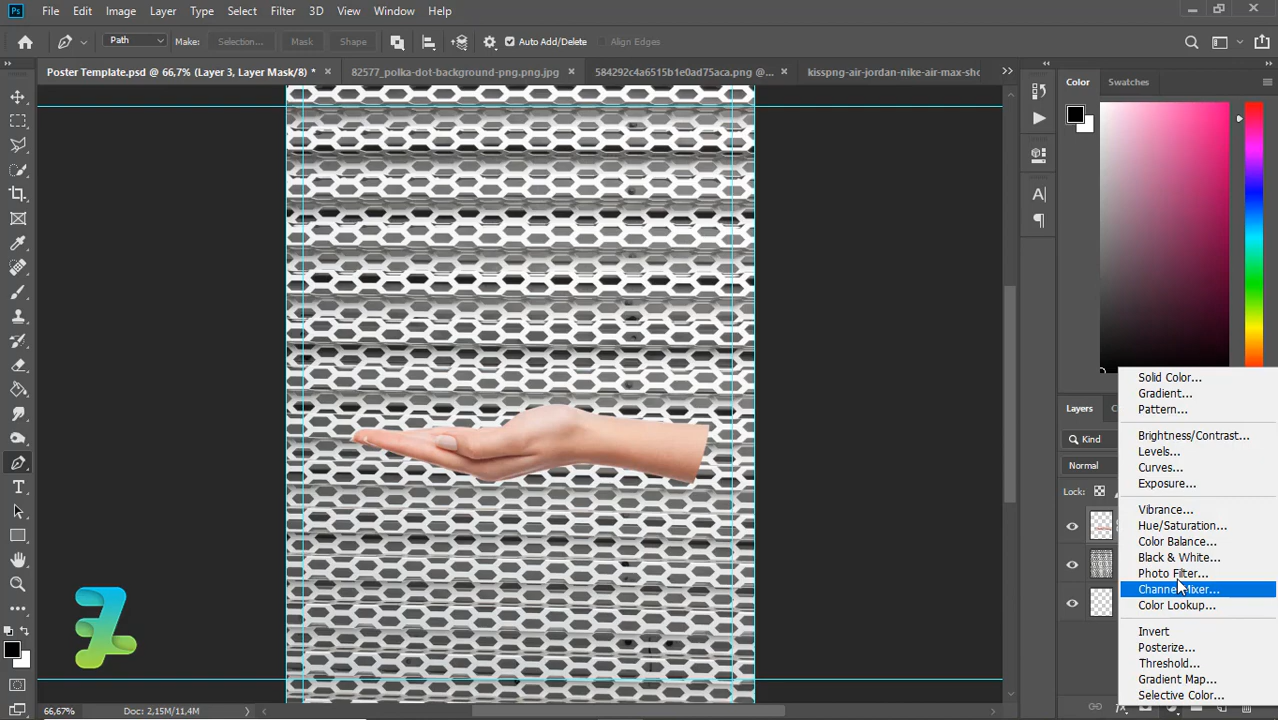 Ps File Edit Image Layer Type Select Filter 3D View Window Help
Path Make: Selection... Mask Shape Auto Add/Delete Align Edges
Poster Template.psd @ 66,7% (Layer 3, Layer Mask/8) * × 82577_polka-dot-background-png.png.jpg × 584292c4a6515b1e0ad75aca.png @ ... × kisspng-air-jordan-nike-air-max-sho
Color Swatches
Solid Color...
Gradient...
Layers
Pattern...
Kind
Brightness/Contrast...
Levels...
Normal
Curves...
Exposure...
Lock:
Vibrance...
Hue/Saturation...
Color Balance...
Black & White...
Photo Filter...
Color Lookup...
Invert
Posterize...
Threshold...
Gradient Map...
Selective Color...
66,67% Doc: 2,15M/11,4M